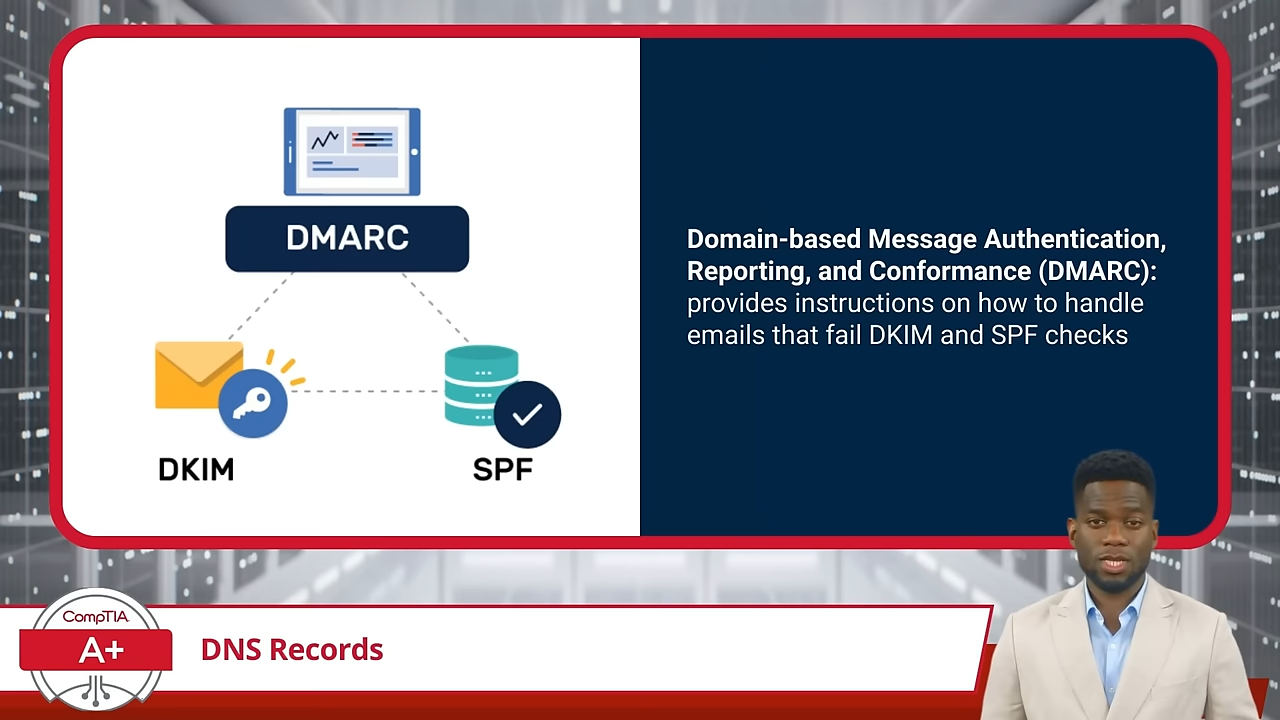 DMARC
DKIM
SPF
Domain-based Message Authentication,
Reporting, and Conformance (DMARC):
provides instructions on how to handle
emails that fail DKIM and SPF checks
CompTIA
A+
DNS Records